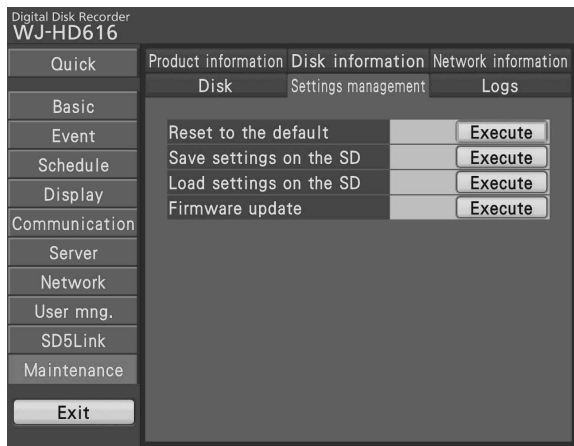 Digital Disk Recorder
WJ-HD616
Quick
Basic
Event
Schedule
Display
Communication
Server
Network
User mng.
SD5Link
Maintenance
Exit
Product information Disk information Network information
Disk Settings management Logs
Reset to the default Execute
Save settings on the SD Execute
Load settings on the SD Execute
Firmware update Execute